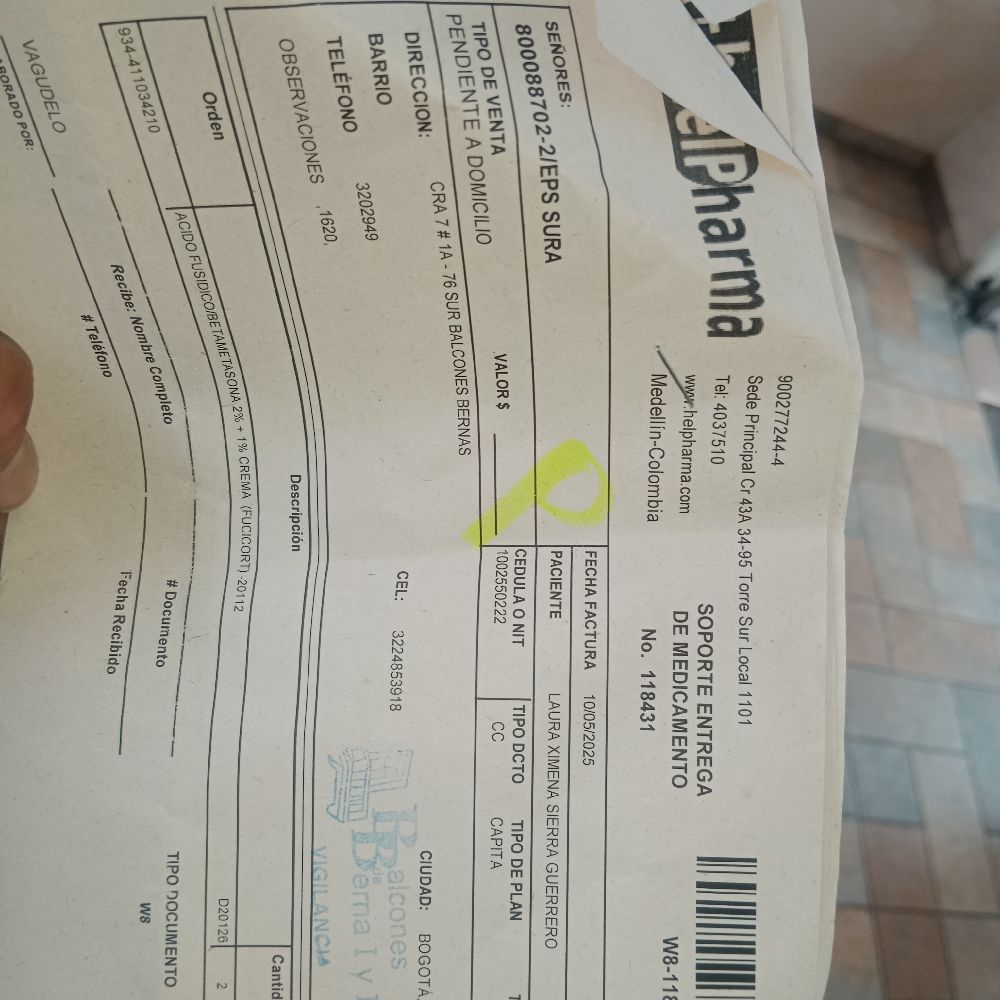 helPharma
900277244-4
Sede Principal Cr 43A 34-95 Torre Sur Local 1101
Tel: 4037510
www.helpharma.com
Medellín-Colombia
SOPORTE ENTREGA
DE MEDICAMENTO
No. 118431
W8-118
SEÑORES:
800088702-2/EPS SURA
FECHA FACTURA 10/05/2025
PACIENTE LAURA XIMENA SIERRA GUERRERO
TIPO DE VENTA VALOR $ CEDULA O NIT TIPO DCTO TIPO DE PLAN T
PENDIENTE A DOMICILIO 1002550222 CC CAPITA
DIRECCION: CRA 7 # 1A - 76 SUR BALCONES BERNAS CIUDAD: BOGOTÁ,
BARRIO CEL: 3224853918
TELÉFONO 3202949
OBSERVACIONES ,1620,
Balcones
de Berna I y
VIGILANCIA
Orden Descripción Cantid
934-411034210 ACIDO FUSIDICO/BETAMETASONA 2% + 1% CREMA (FUCICORT) -20112 D20126 2
Recibe: Nombre Completo # Documento TIPO DOCUMENTO
W8
# Teléfono Fecha Recibido
VAGUDELO
BORADO POR: